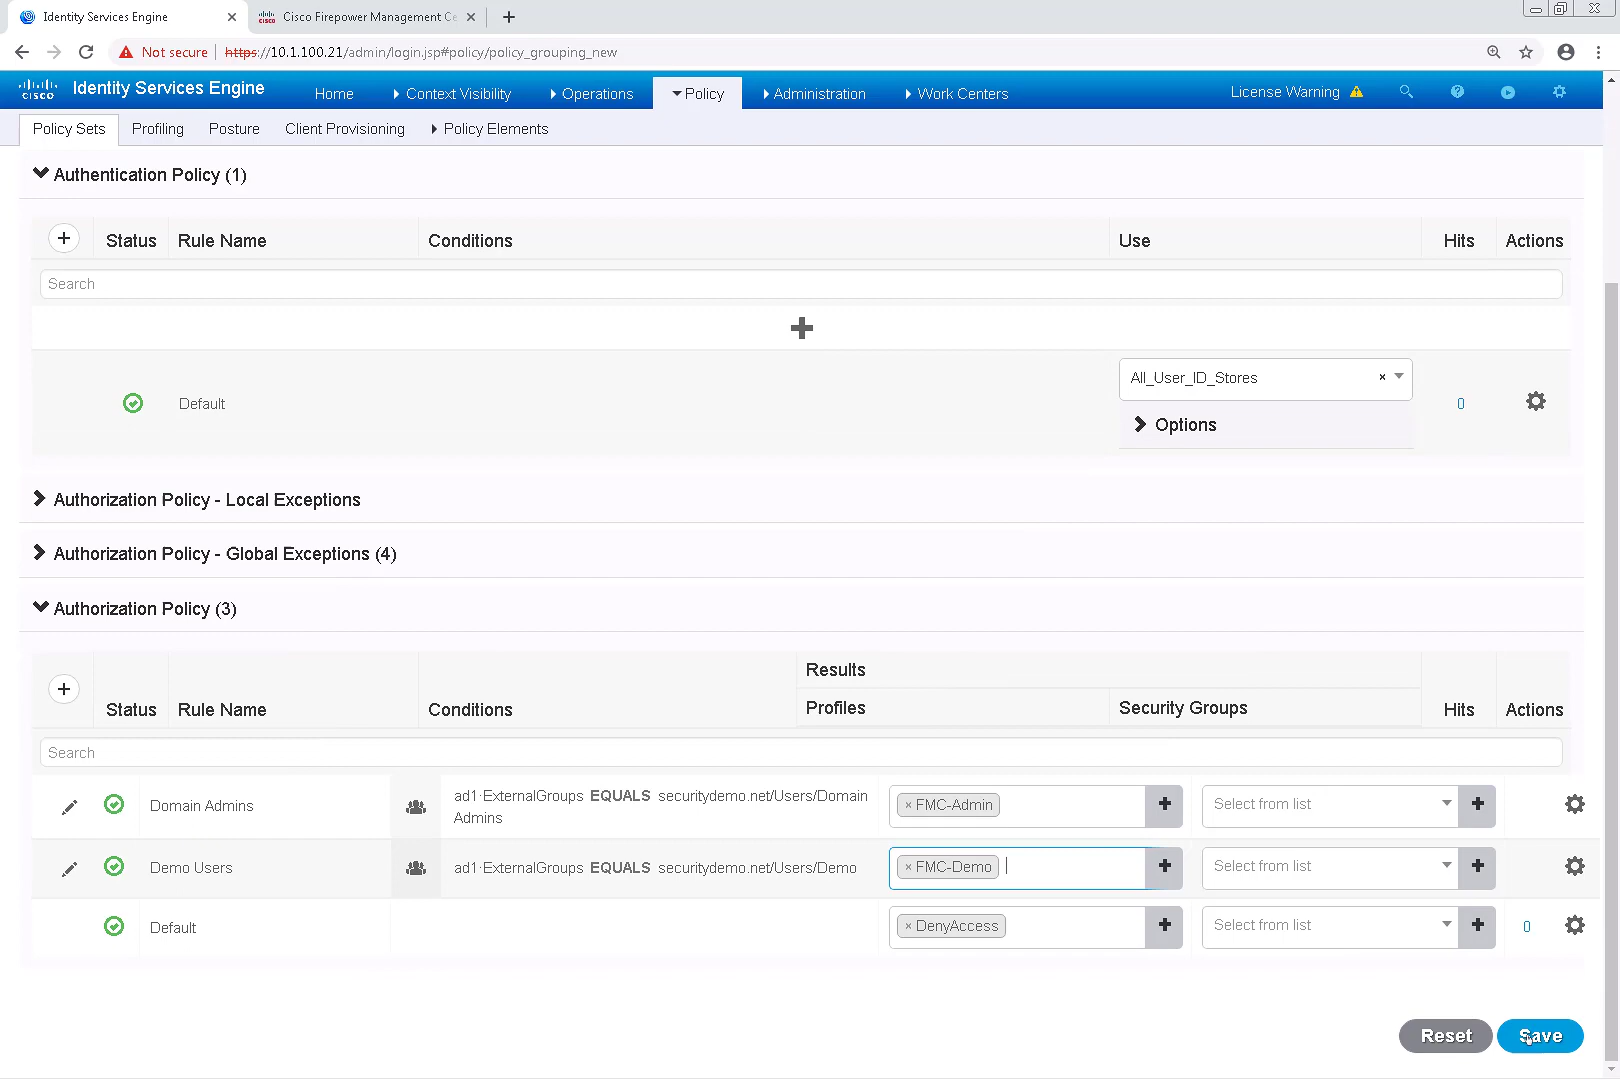 Identity Services Engine
Cisco Firepower Management Ce
Not secure
https://10.1.100.21/admin/login.jsp#policy/policy_grouping_new
CISCO
Identity Services Engine
Home
Context Visibility
Operations
Policy
Administration
Work Centers
License Warning
Policy Sets
Profiling
Posture
Client Provisioning
Policy Elements
Authentication Policy (1)
Status
Rule Name
Conditions
Use
Hits
Actions
Search
Default
All_User_ID_Stores
0
Options
Authorization Policy - Local Exceptions
Authorization Policy - Global Exceptions (4)
Authorization Policy (3)
Results
Status
Rule Name
Conditions
Profiles
Security Groups
Hits
Actions
Search
Domain Admins
ad1·ExternalGroups EQUALS securitydemo.net/Users/Domain
Admins
× FMC-Admin
Select from list
Demo Users
ad1·ExternalGroups EQUALS securitydemo.net/Users/Demo
× FMC-Demo
Select from list
Default
× DenyAccess
Select from list
0
Reset
Save